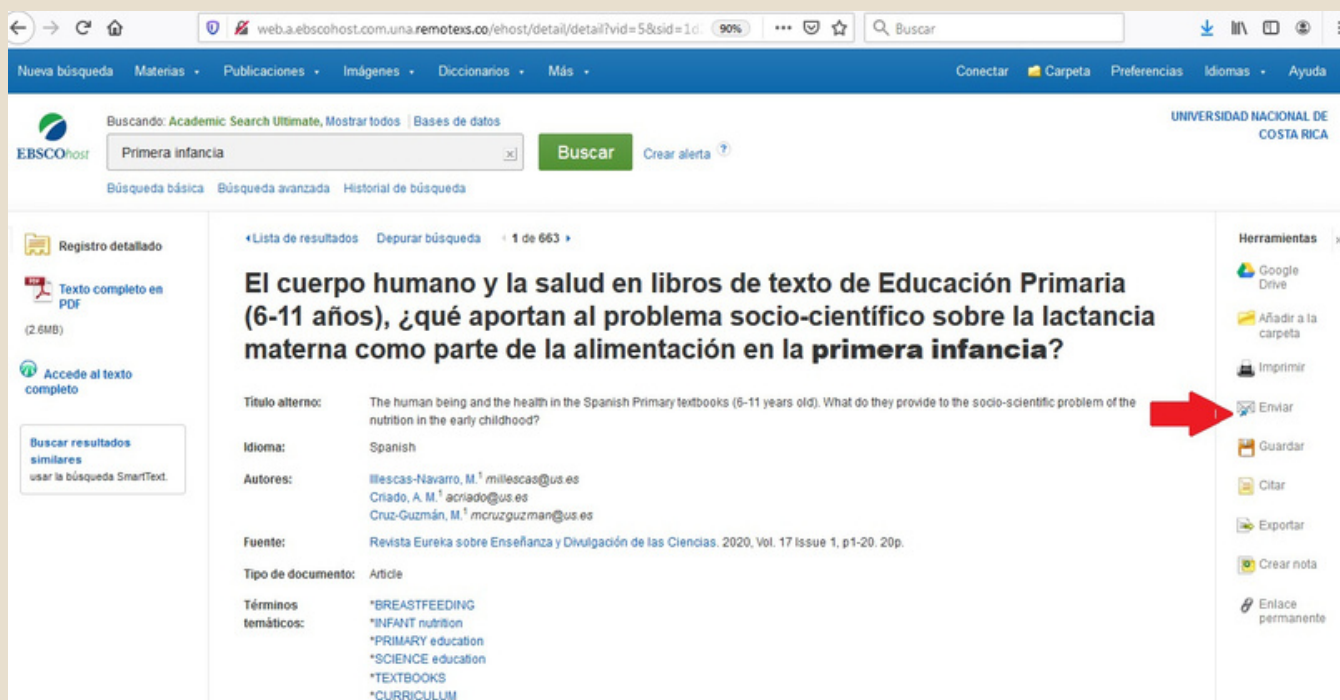 web.a.ebscohost.com.una.remotexs.co/ehost/detail/detail?vid=5&sid=1d 90% Buscar
Nueva búsqueda Materias Publicaciones Imágenes Diccionarios Más Conectar Carpeta Preferencias Idiomas Ayuda
Buscando: Academic Search Ultimate, Mostrar todos | Bases de datos
UNIVERSIDAD NACIONAL DE
COSTA RICA
EBSCOhost
Primera infancia Buscar Crear alerta ?
Búsqueda básica Búsqueda avanzada Historial de búsqueda
Registro detallado
PDF
Texto completo en
PDF
(2.6MB)
Accede al texto
completo
Buscar resultados
similares
usar la búsqueda SmartText.
Lista de resultados Depurar búsqueda 1 de 663
El cuerpo humano y la salud en libros de texto de Educación Primaria
(6-11 años), ¿qué aportan al problema socio-científico sobre la lactancia
materna como parte de la alimentación en la primera infancia?
Título alterno: The human being and the health in the Spanish Primary textbooks (6-11 years old). What do they provide to the socio-scientific problem of the
nutrition in the early childhood?
Idioma: Spanish
Autores: Illescas-Navarro, M.¹ millescas@us.es
Criado, A. M.¹ acriado@us.es
Cruz-Guzmán, M.¹ mcruzguzman@us.es
Fuente: Revista Eureka sobre Enseñanza y Divulgación de las Ciencias. 2020, Vol. 17 Issue 1, p1-20. 20p.
Tipo de documento: Article
Términos
temáticos:
*BREASTFEEDING
*INFANT nutrition
*PRIMARY education
*SCIENCE education
*TEXTBOOKS
*CURRICULUM
Herramientas »
Google
Drive
Añadir a la
carpeta
Imprimir
Enviar
Guardar
Citar
Exportar
Crear nota
Enlace
permanente